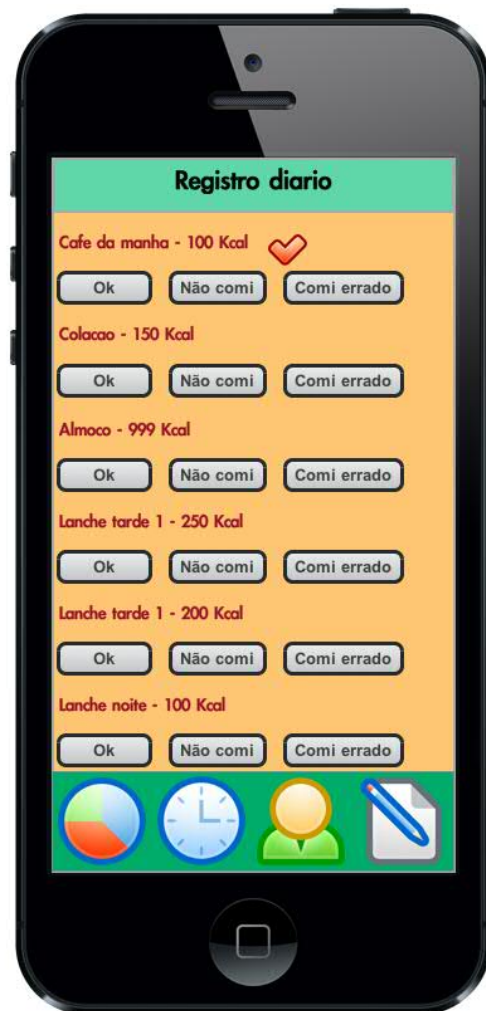 Registro diario
Cafe da manha - 100 Kcal
Ok Não comi Comi errado
Colacao - 150 Kcal
Ok Não comi Comi errado
Almoco - 999 Kcal
Ok Não comi Comi errado
Lanche tarde 1 - 250 Kcal
Ok Não comi Comi errado
Lanche tarde 1 - 200 Kcal
Ok Não comi Comi errado
Lanche noite - 100 Kcal
Ok Não comi Comi errado